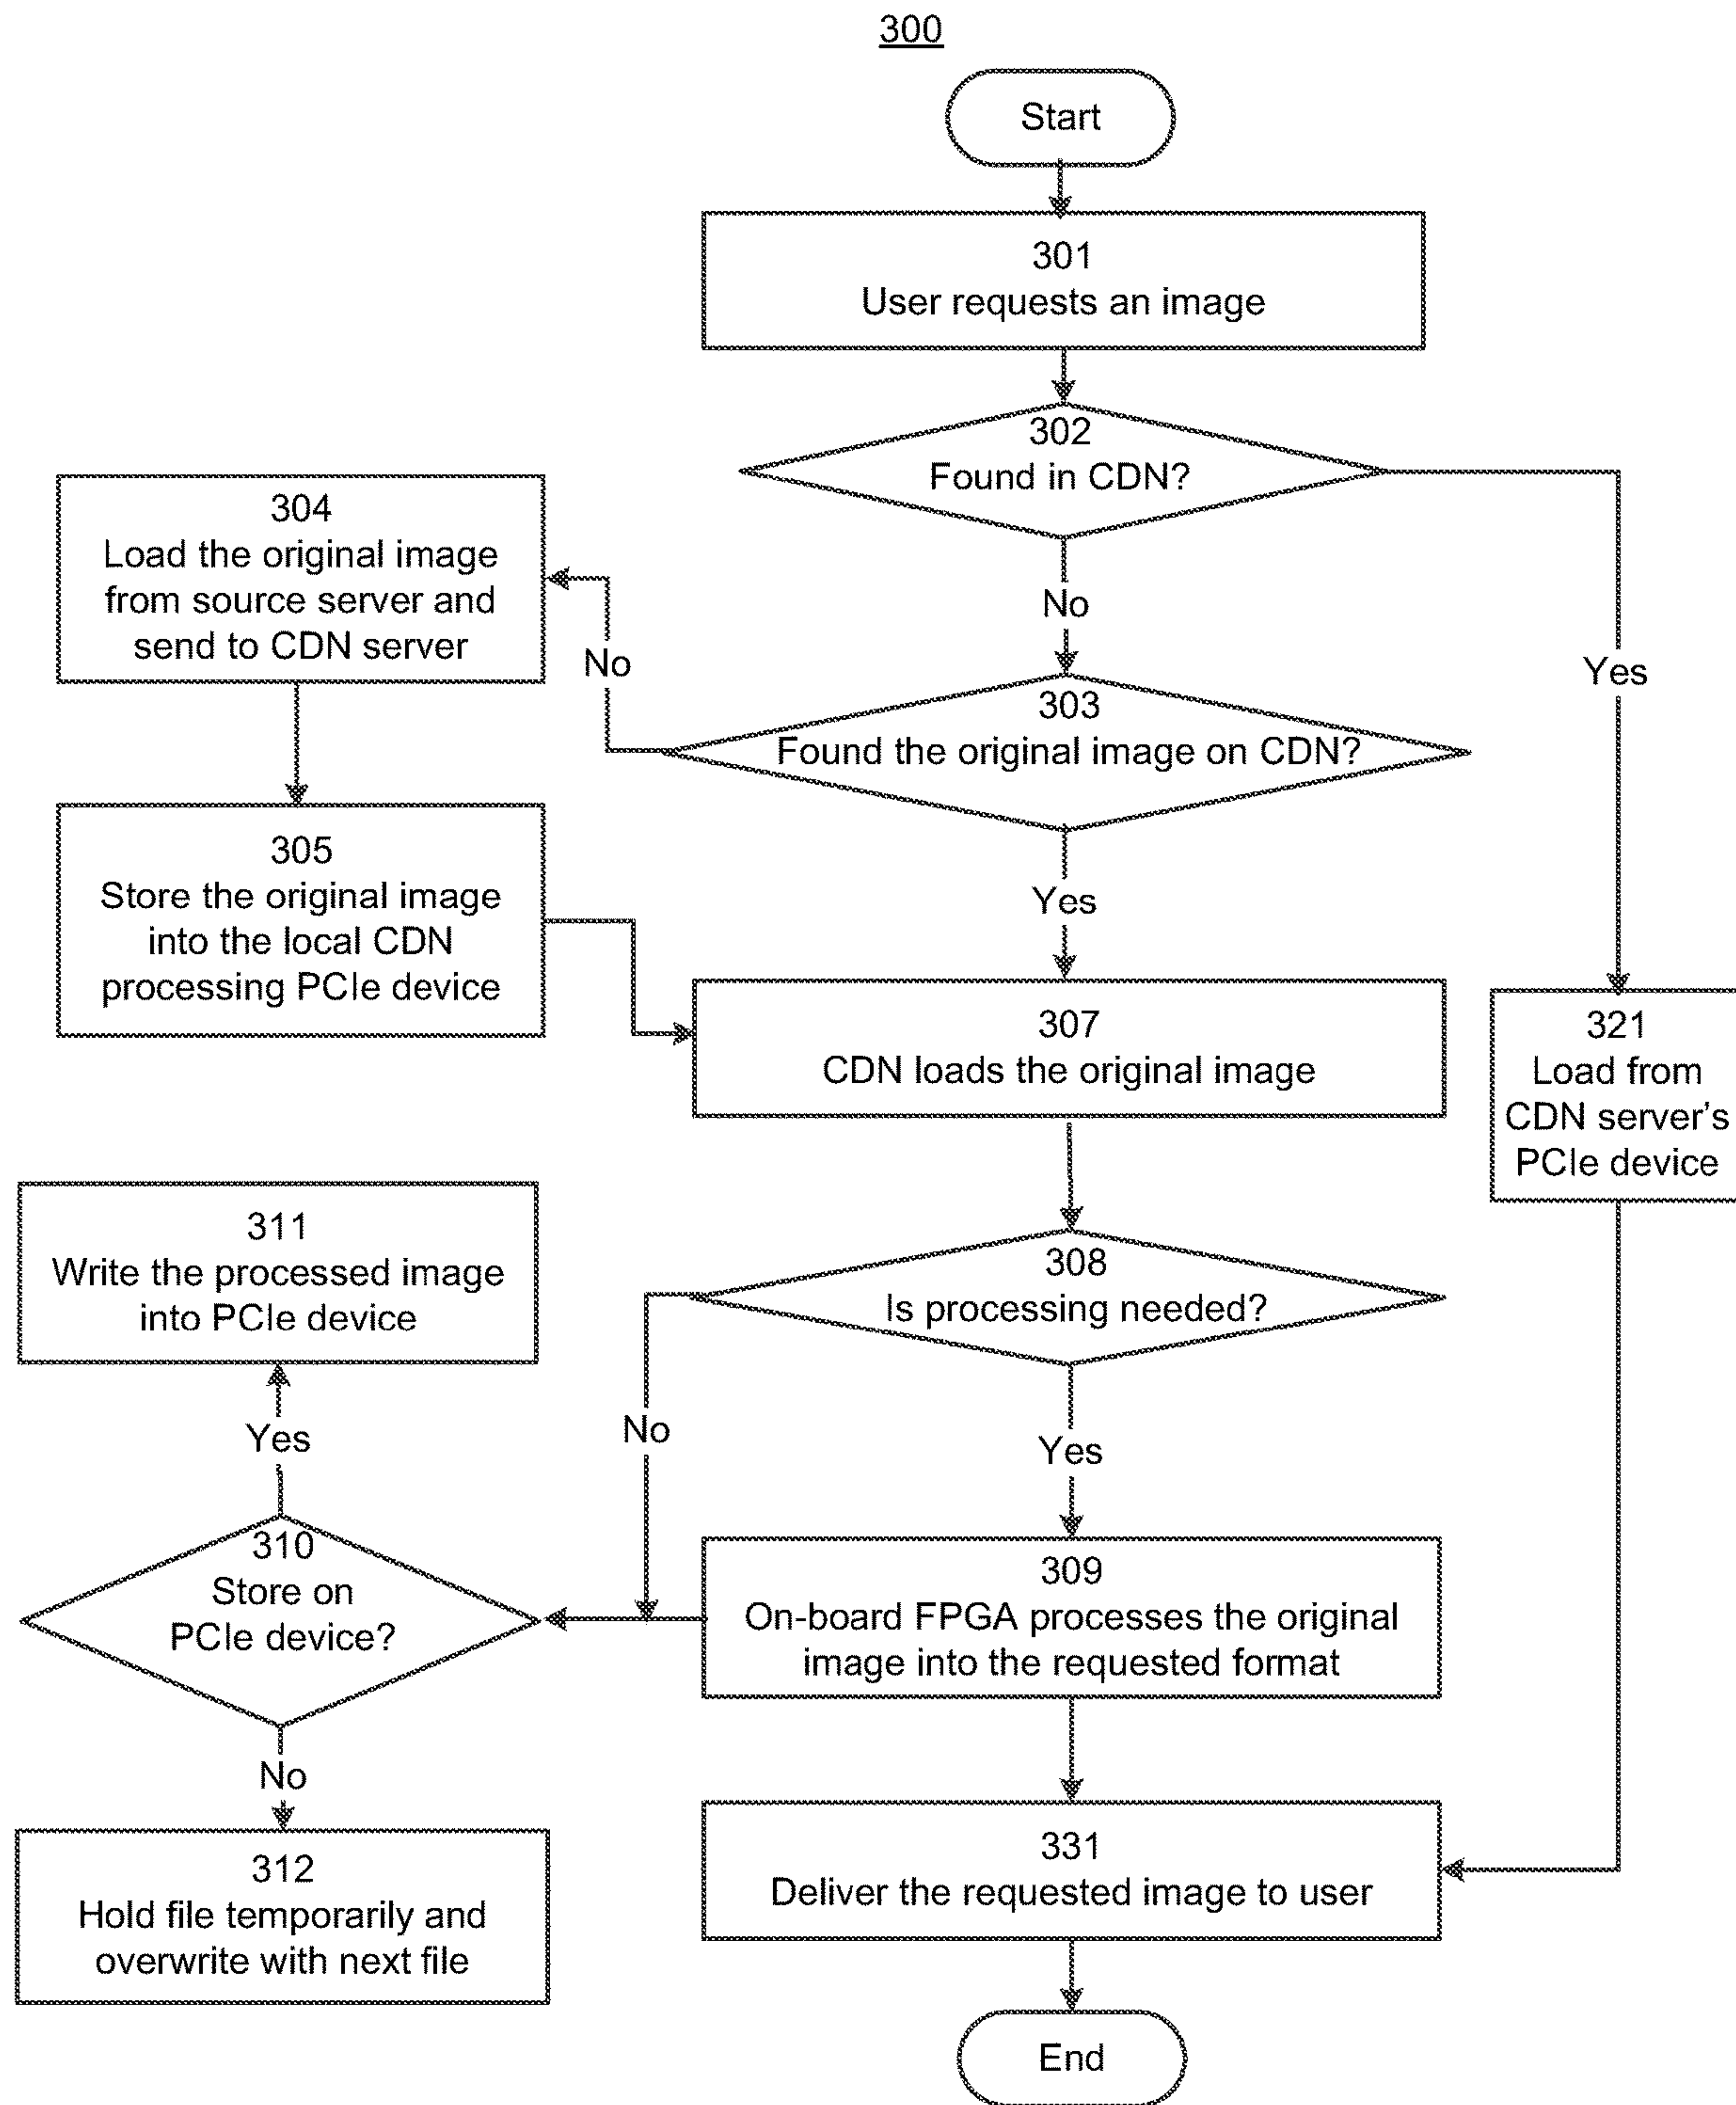 300
Start
301
User requests an image
302
Found in CDN?
304
Load the original image
from source server and
send to CDN server
No
No
Yes
303
Found the original image on CDN?
305
Store the original image
into the local CDN
processing PCIe device
Yes
307
CDN loads the original image
321
Load from
CDN server's
PCIe device
311
Write the processed image
into PCIe device
308
Is processing needed?
Yes
No
Yes
310
Store on
PCIe device?
309
On-board FPGA processes the original
image into the requested format
No
312
Hold file temporarily and
overwrite with next file
331
Deliver the requested image to user
End